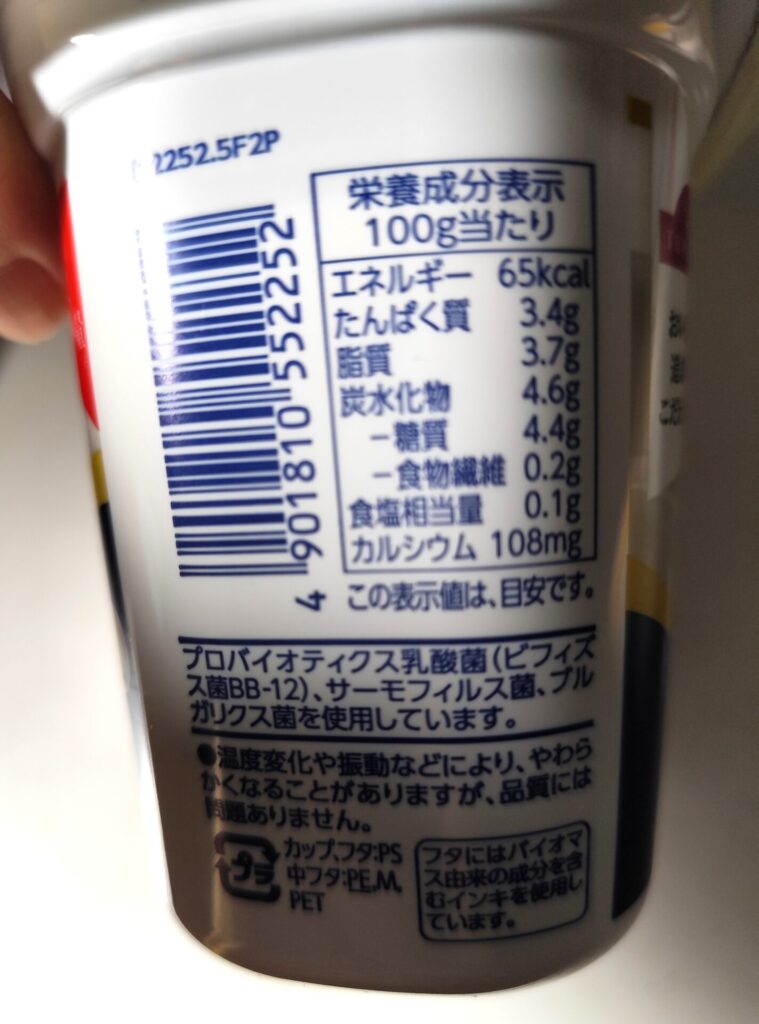 2252.5F2P
4 901810 552252
栄養成分表示
100g当たり
エネルギー 65kcal
たんぱく質 3.4g
脂質 3.7g
炭水化物 4.6g
－糖質 4.4g
－食物繊維 0.2g
食塩相当量 0.1g
カルシウム 108mg
この表示値は、目安です。
プロバイオティクス乳酸菌（ビフィズ
ス菌BB-12）、サーモフィルス菌、ブル
ガリクス菌を使用しています。
●温度変化や振動などにより、やわら
かくなることがありますが、品質には
問題ありません。
プラ
カップ、フタ:PS
中フタ:PE,M,
PET
フタにはバイオマ
ス由来の成分を含
むインキを使用し
ています。